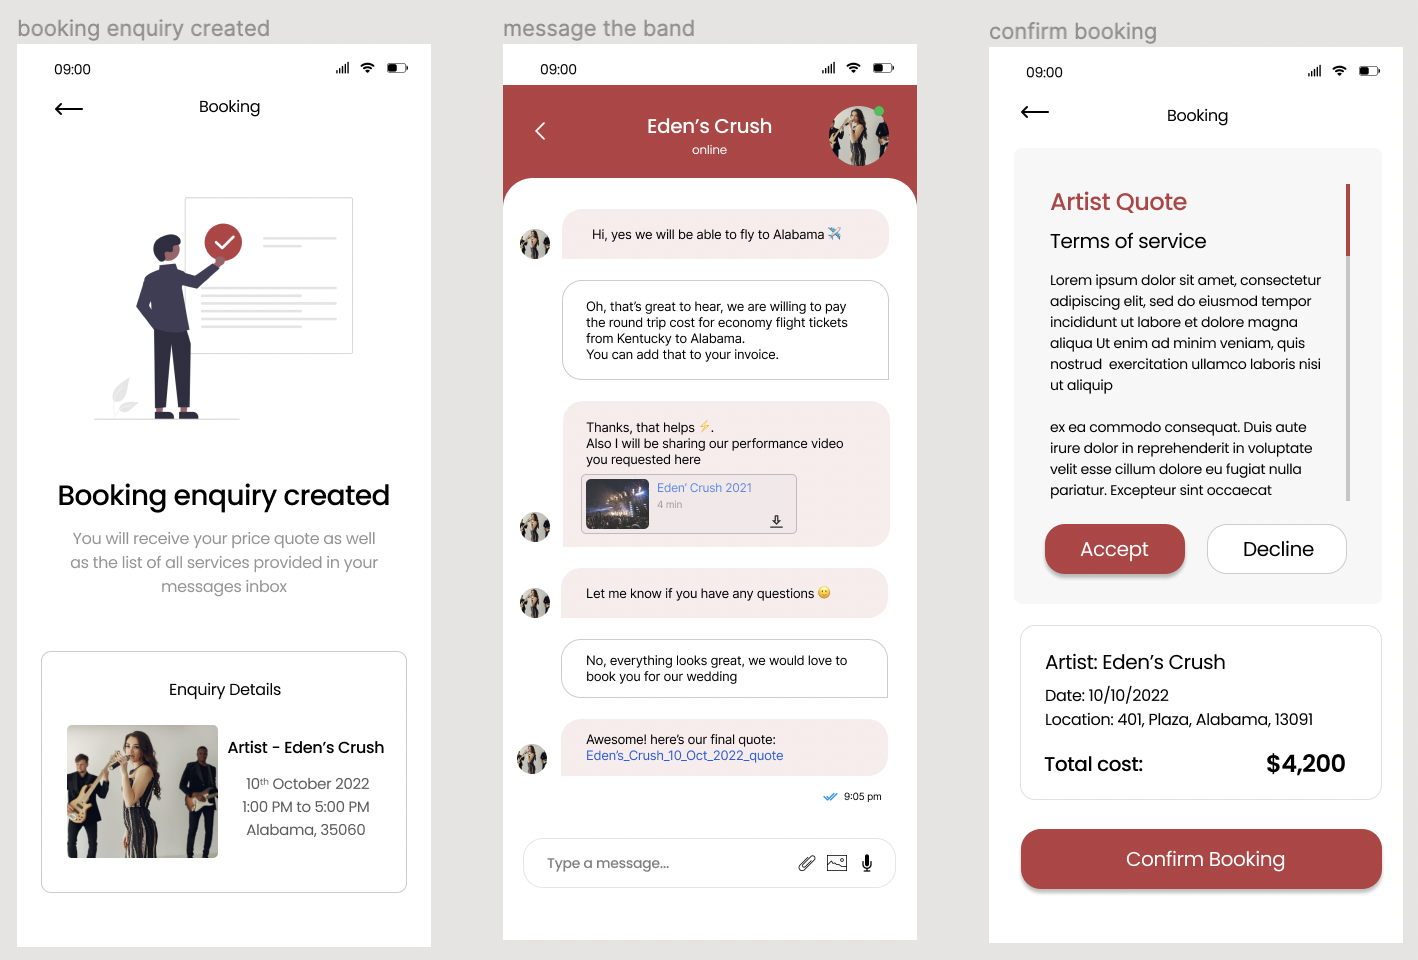 booking enquiry created
09:00
Booking
Booking enquiry created
You will receive your price quote as well
as the list of all services provided in your
messages inbox
Enquiry Details
Artist - Eden's Crush
10th October 2022
1:00 PM to 5:00 PM
Alabama, 35060
message the band
09:00
Eden's Crush
online
Hi, yes we will be able to fly to Alabama ✈️
Oh, that's great to hear, we are willing to pay
the round trip cost for economy flight tickets
from Kentucky to Alabama.
You can add that to your invoice.
Thanks, that helps ⚡.
Also I will be sharing our performance video
you requested here
Eden' Crush 2021
4 min
Let me know if you have any questions 🙂
No, everything looks great, we would love to
book you for our wedding
Awesome! here's our final quote:
Eden's_Crush_10_Oct_2022_quote
9:05 pm
Type a message...
confirm booking
09:00
Booking
Artist Quote
Terms of service
Lorem ipsum dolor sit amet, consectetur
adipiscing elit, sed do eiusmod tempor
incididunt ut labore et dolore magna
aliqua Ut enim ad minim veniam, quis
nostrud  exercitation ullamco laboris nisi
ut aliquip
ex ea commodo consequat. Duis aute
irure dolor in reprehenderit in voluptate
velit esse cillum dolore eu fugiat nulla
pariatur. Excepteur sint occaecat
Accept
Decline
Artist: Eden's Crush
Date: 10/10/2022
Location: 401, Plaza, Alabama, 13091
Total cost: $4,200
Confirm Booking